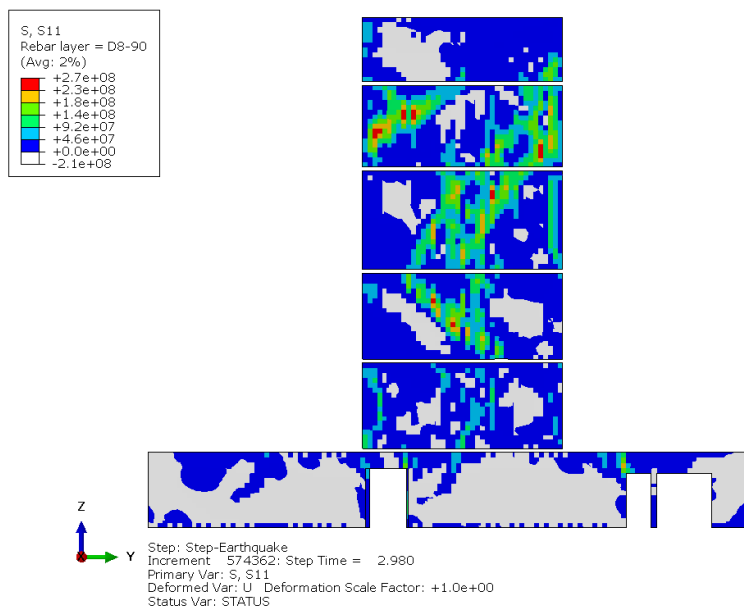 S, S11
Rebar layer = D8-90
(Avg: 2%)
+2.7e+08
+2.3e+08
+1.8e+08
+1.4e+08
+9.2e+07
+4.6e+07
+0.0e+00
-2.1e+08
Z
Y
X
Step: Step-Earthquake
Increment 574362: Step Time = 2.980
Primary Var: S, S11
Deformed Var: U Deformation Scale Factor: +1.0e+00
Status Var: STATUS